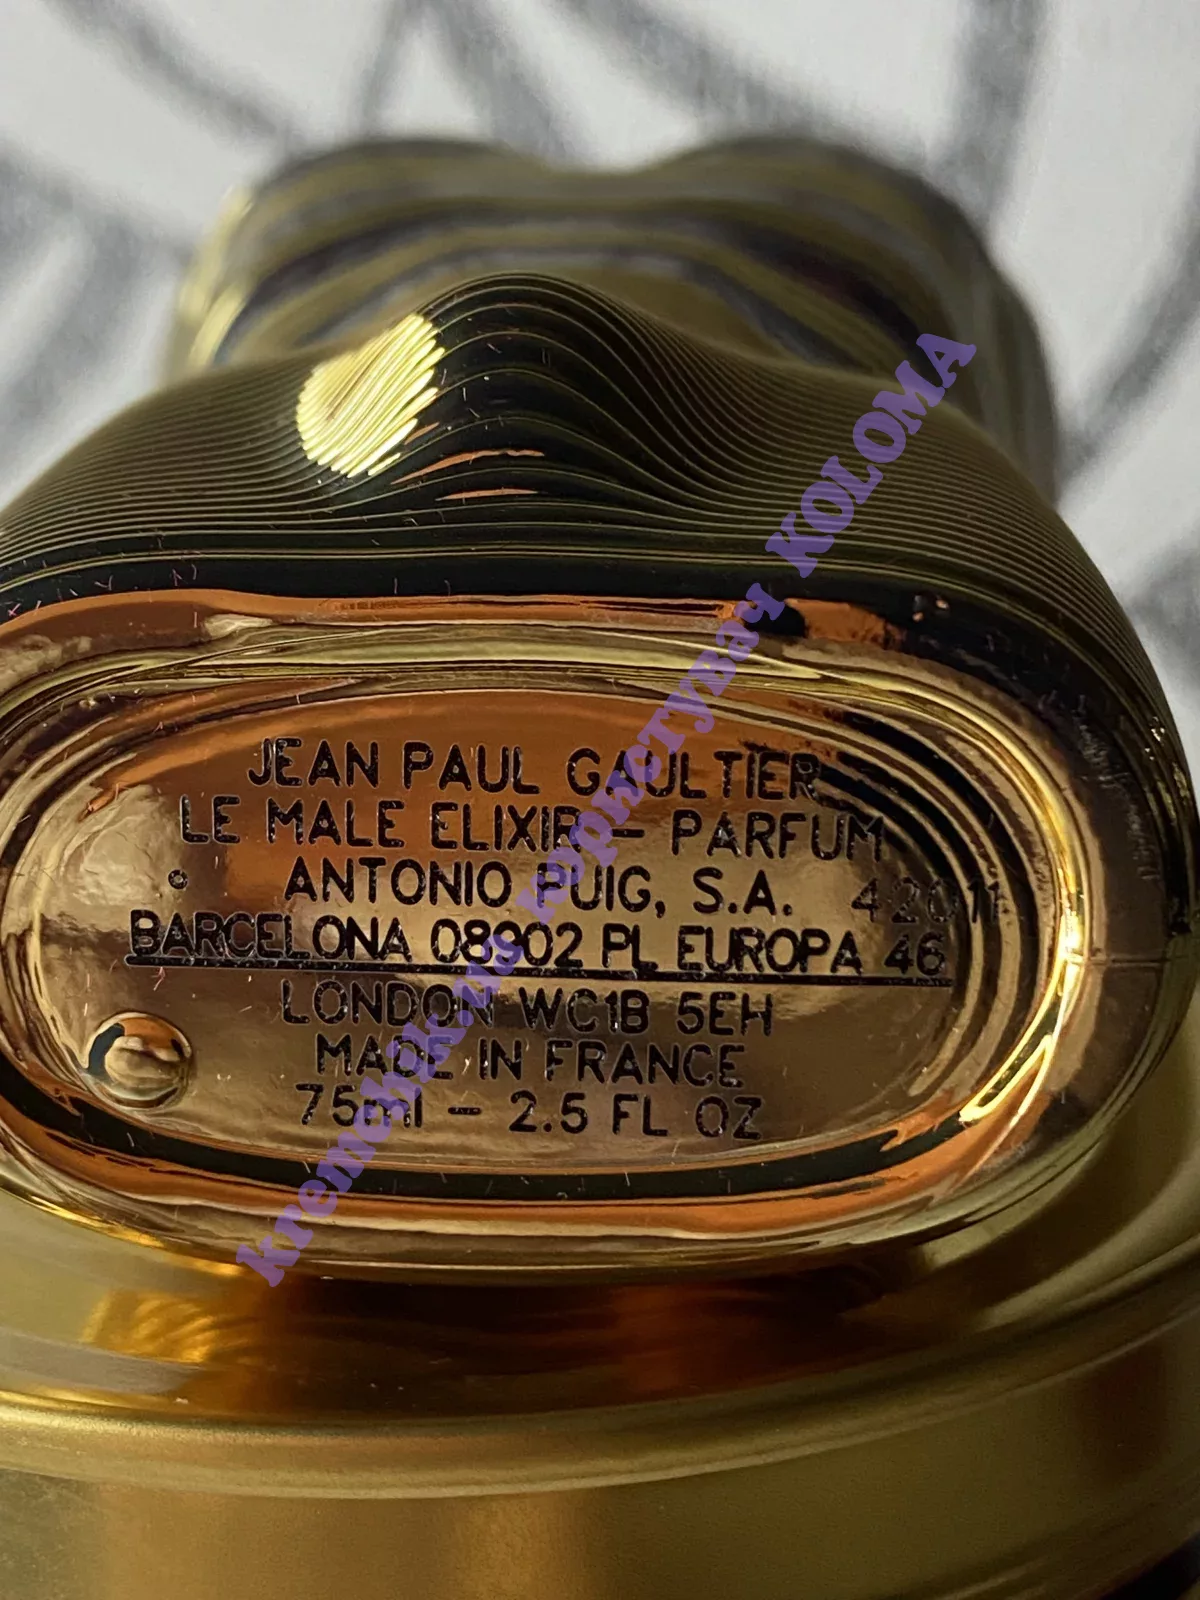 JEAN PAUL GAULTIER
LE MALE ELIXIR – PARFUM
ANTONIO PUIG, S.A. 42011
BARCELONA 08902 PL EUROPA 46
LONDON WC1B 5EH
MADE IN FRANCE
75ml – 2.5 FL OZ
KOLOMA